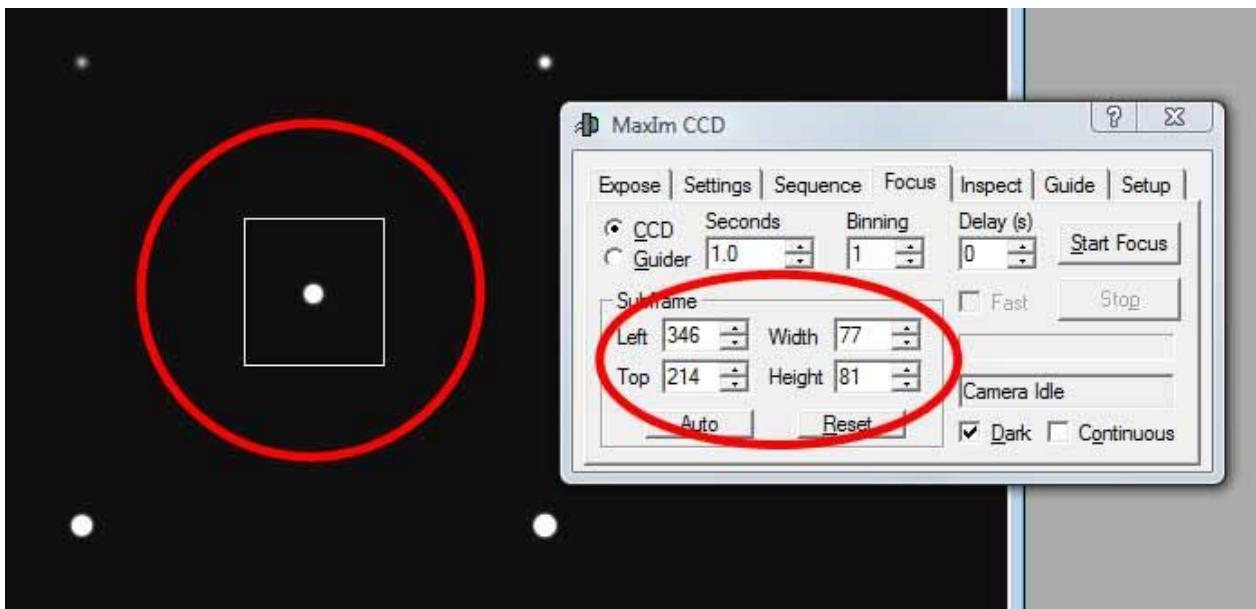 MaxIm CCD
Expose Settings Sequence Focus Inspect Guide Setup
CCD Seconds Binning Delay (s)
Guider 1.0 1 0 Start Focus
Subframe Fast Stop
Left 346 Width 77
Top 214 Height 81 Camera Idle
Auto Reset Dark Continuous